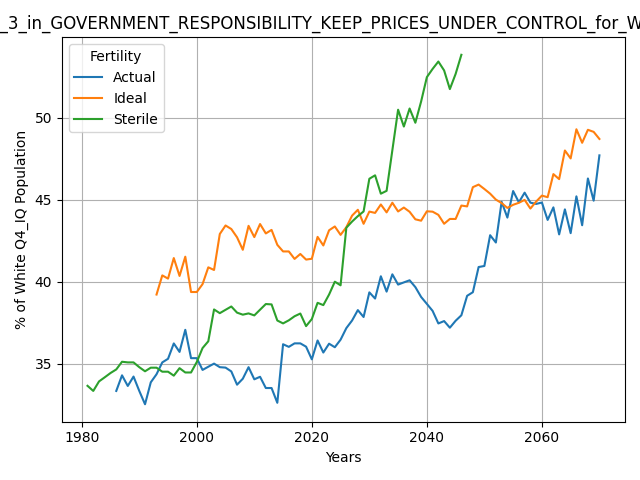 _3_in_GOVERNMENT_RESPONSIBILITY_KEEP_PRICES_UNDER_CONTROL_for_W
Fertility
Actual
Ideal
Sterile
% of White Q4_IQ Population
50
45
40
35
1980
2000
2020
2040
2060
Years